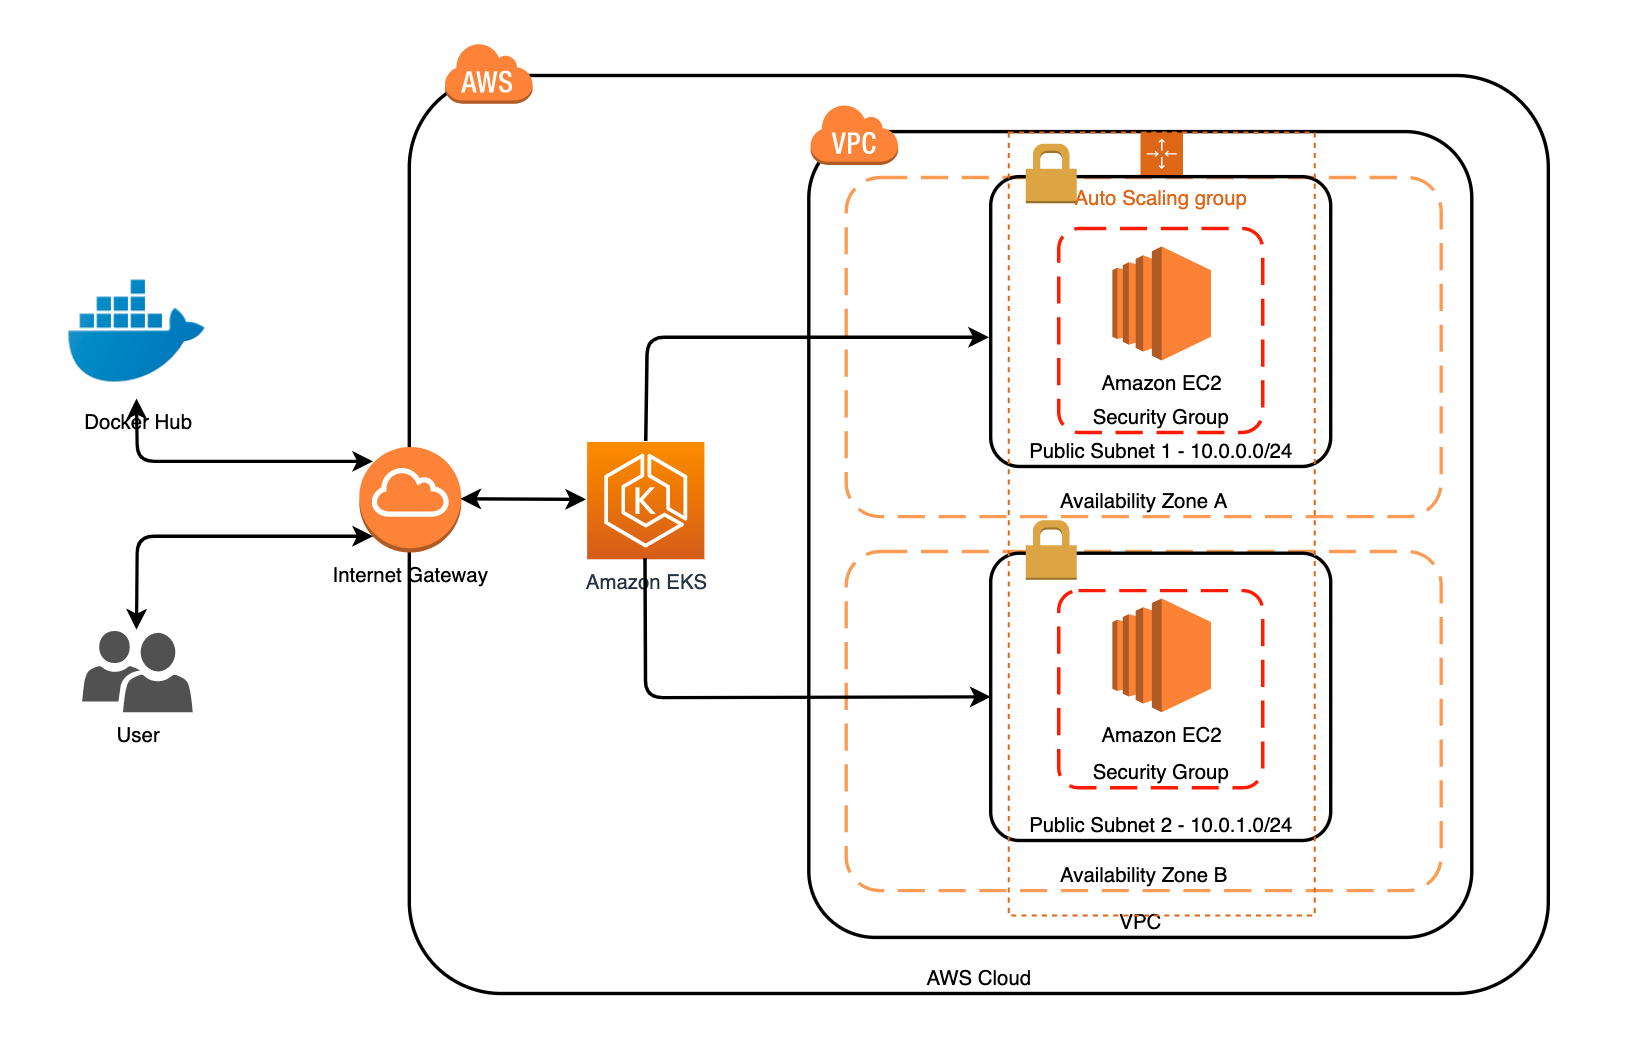 AWS
VPC
Auto Scaling group
Amazon EC2
Security Group
Public Subnet 1 - 10.0.0.0/24
Availability Zone A
Docker Hub
K
Internet Gateway
Amazon EKS
User
Amazon EC2
Security Group
Public Subnet 2 - 10.0.1.0/24
Availability Zone B
VPC
AWS Cloud